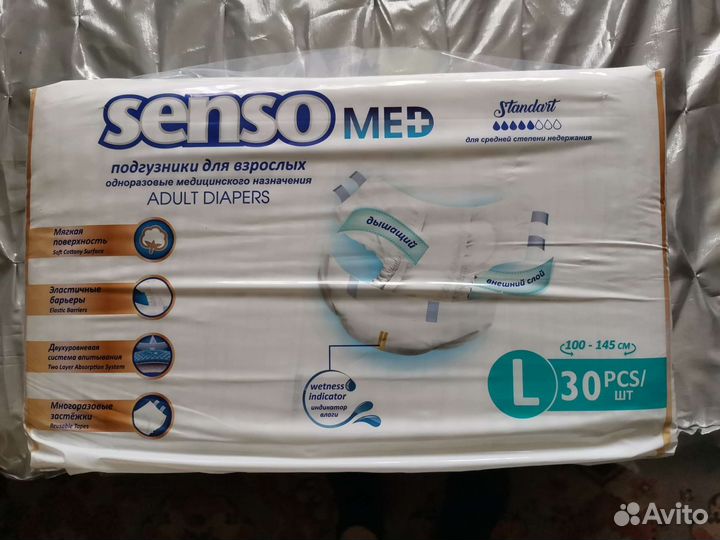 senso MED
Standart
для средней степени недержания
подгузники для взрослых
одноразовые медицинского назначения
ADULT DIAPERS
дышащий
внешний слой
Мягкая
поверхность
Soft Cottony Surface
Эластичные
барьеры
Elastic Barriers
Двухуровневая
система впитывания
Two Layer Absorption System
Многоразовые
застёжки
Reusable Tapes
wetness
indicator
индикатор
влаги
100 - 145 см
L 30 PCS/
шт
Avito